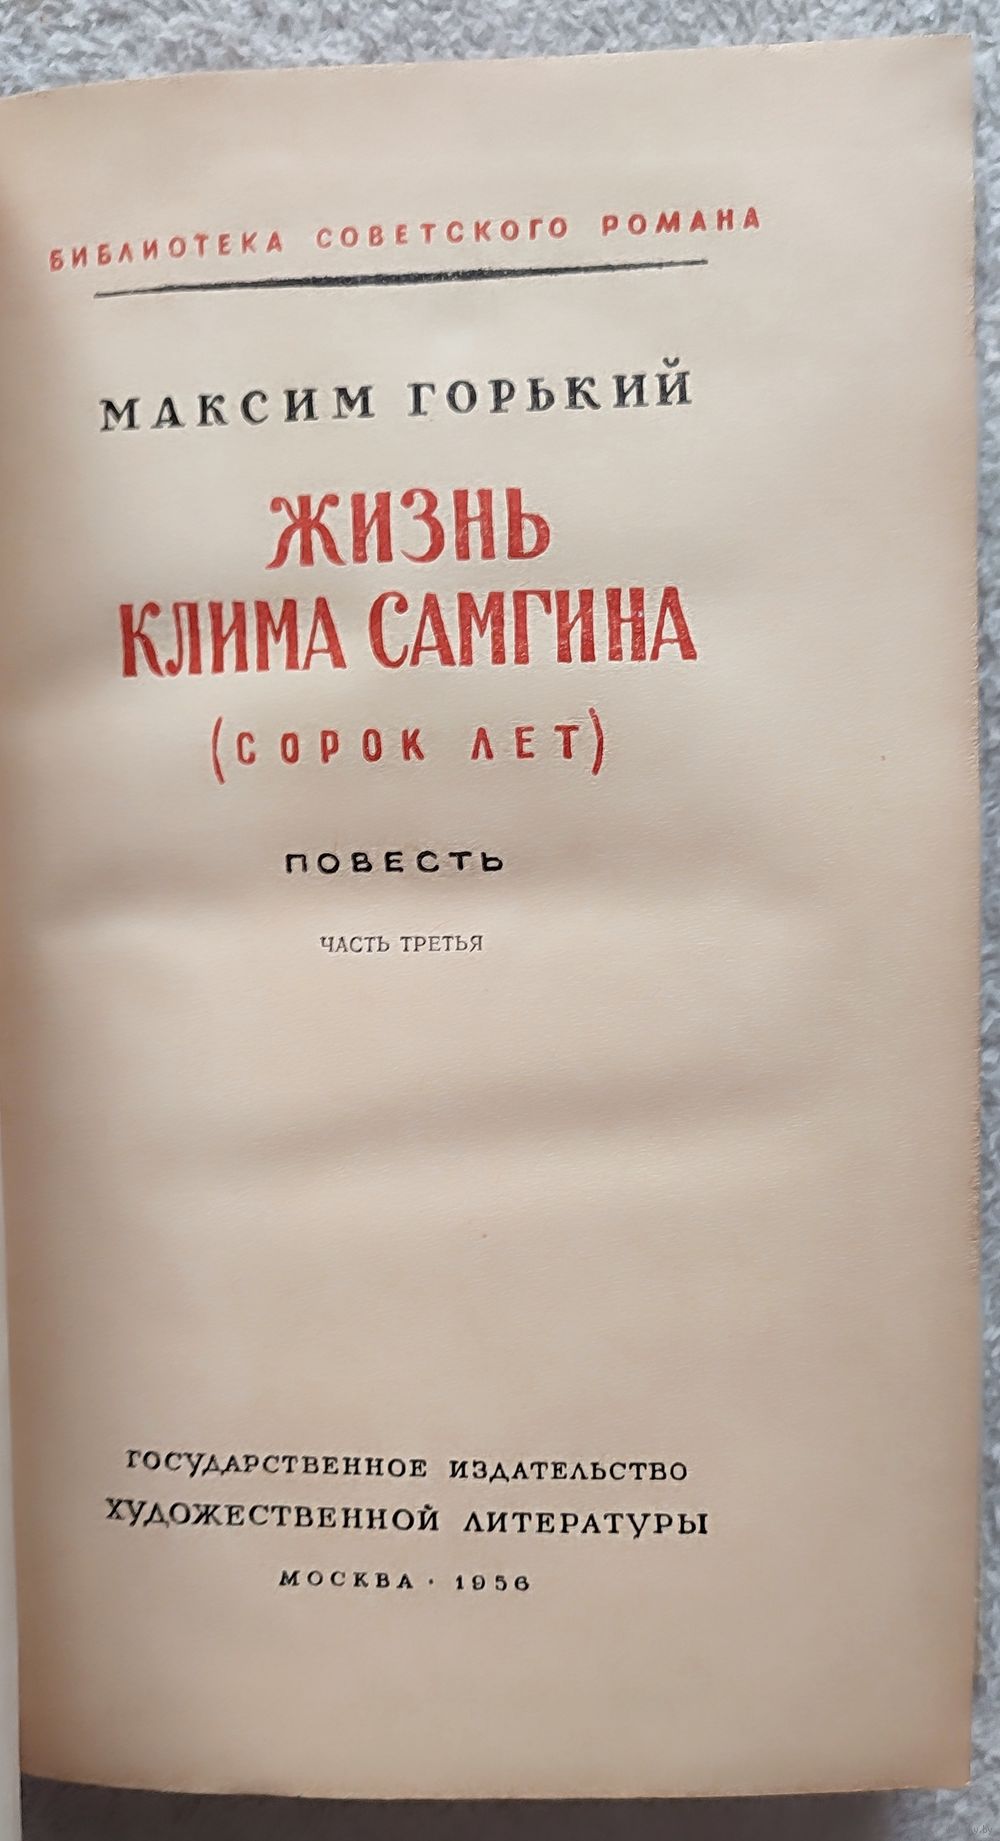 БИБЛИОТЕКА СОВЕТСКОГО РОМАНА
МАКСИМ ГОРЬКИЙ
ЖИЗНЬ
КЛИМА САМГИНА
(СОРОК ЛЕТ)
ПОВЕСТЬ
ЧАСТЬ ТРЕТЬЯ
ГОСУДАРСТВЕННОЕ ИЗДАТЕЛЬСТВО
ХУДОЖЕСТВЕННОЙ ЛИТЕРАТУРЫ
МОСКВА · 1956